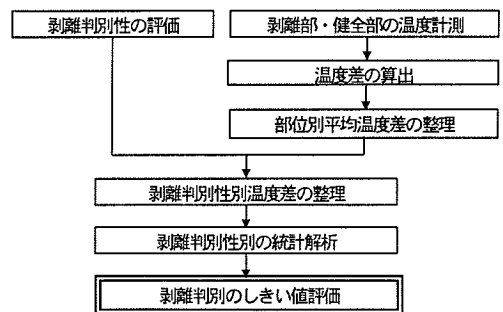 剥離判別性の評価
剥離部・健全部の温度計測
温度差の算出
部位別平均温度差の整理
剥離判別性別温度差の整理
剥離判別性別の統計解析
剥離判別のしきい値評価